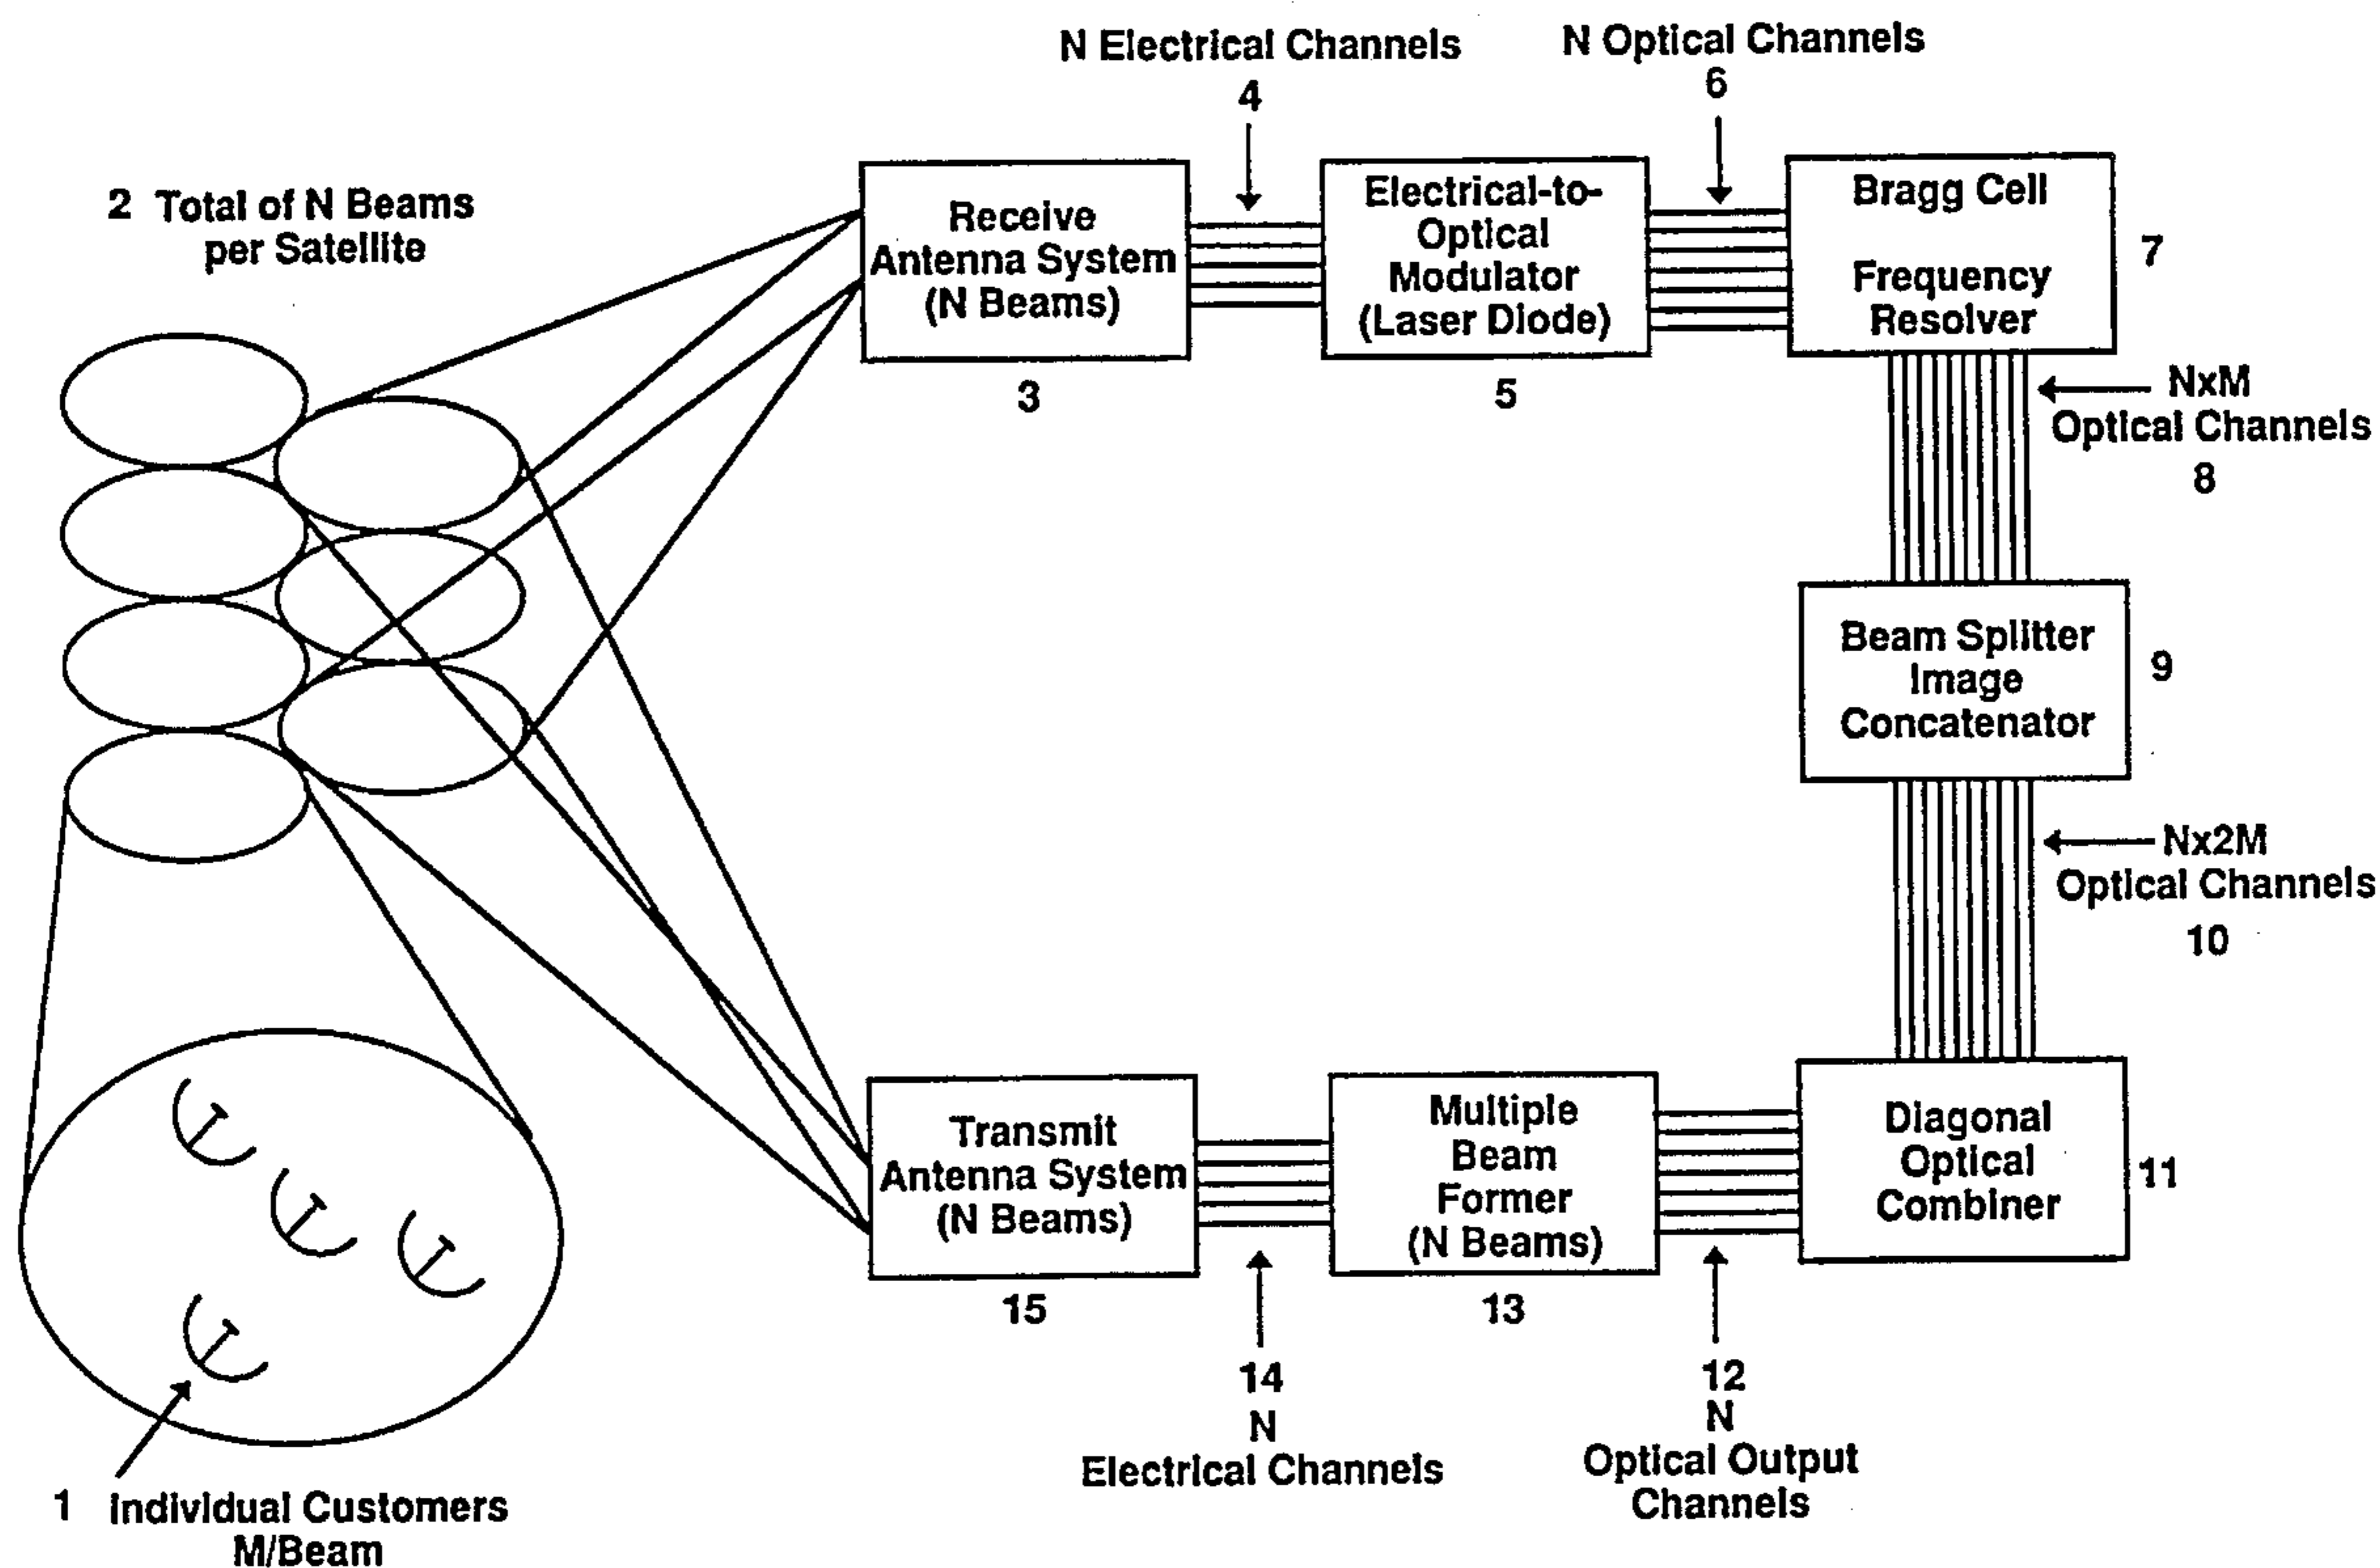 N Electrical Channels
4
N Optical Channels
6
2 Total of N Beams
per Satellite
Receive
Antenna System
(N Beams)
3
Electrical-to-
Optical
Modulator
(Laser Diode)
5
Bragg Cell
Frequency
Resolver
7
NxM
Optical Channels
8
Beam Splitter
Image
Concatenator
9
Nx2M
Optical Channels
10
Diagonal
Optical
Combiner
11
Multiple
Beam
Former
(N Beams)
13
Transmit
Antenna System
(N Beams)
15
14
N
Electrical Channels
12
N
Optical Output
Channels
1 Individual Customers
M/Beam